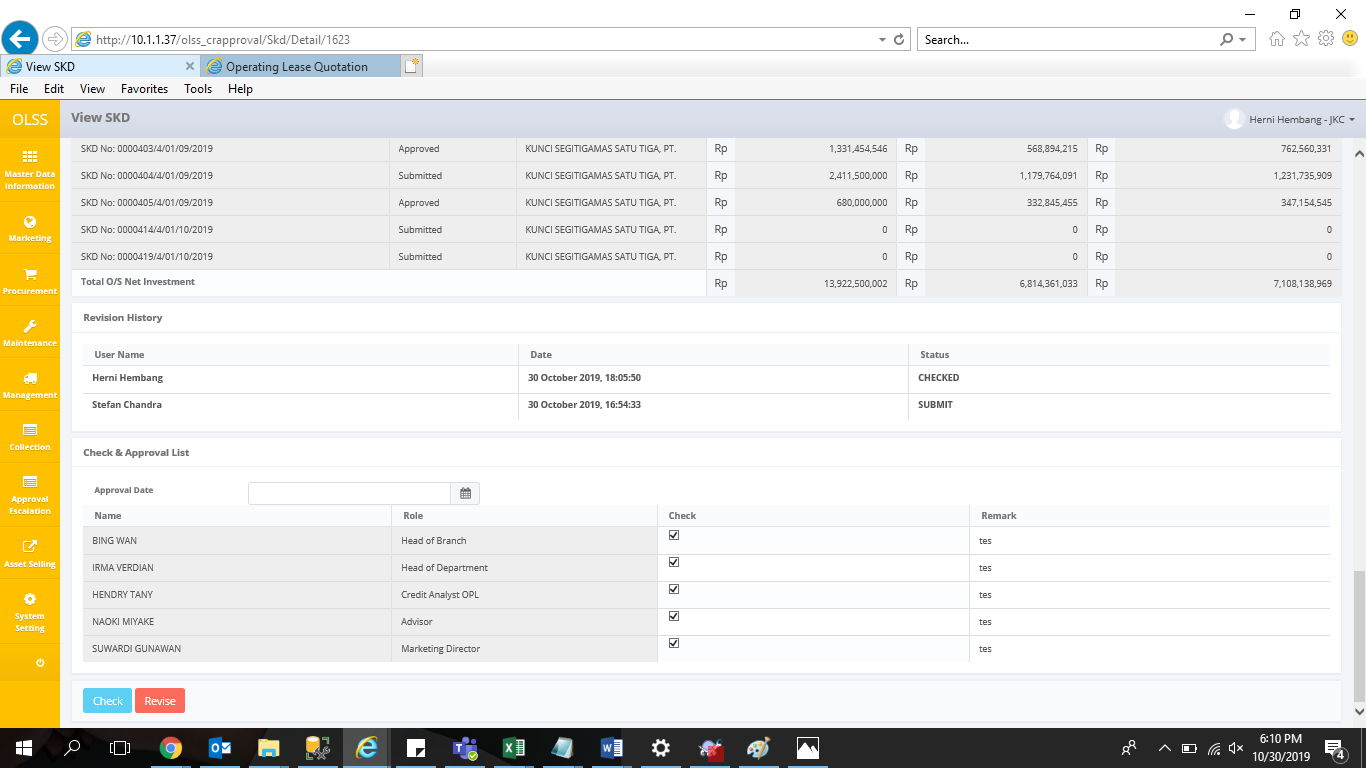 http://10.1.1.37/olss_crapproval/Skd/Detail/1623
Search...
View SKD
Operating Lease Quotation
File Edit View Favorites Tools Help
OLSS
View SKD
Herni Hembang - JKC
Master Data Information
Marketing
Procurement
Maintenance
Management
Collection
Approval Escalation
Asset Selling
System Setting
SKD No: 0000403/4/01/09/2019 Approved KUNCI SEGITIGAMAS SATU TIGA, PT. Rp 1,331,454,546 Rp 568,894,215 Rp 762,560,331
SKD No: 0000404/4/01/09/2019 Submitted KUNCI SEGITIGAMAS SATU TIGA, PT. Rp 2,411,500,000 Rp 1,179,764,091 Rp 1,231,735,909
SKD No: 0000405/4/01/09/2019 Approved KUNCI SEGITIGAMAS SATU TIGA, PT. Rp 680,000,000 Rp 332,845,455 Rp 347,154,545
SKD No: 0000414/4/01/10/2019 Submitted KUNCI SEGITIGAMAS SATU TIGA, PT. Rp 0 Rp 0 Rp 0
SKD No: 0000419/4/01/10/2019 Submitted KUNCI SEGITIGAMAS SATU TIGA, PT. Rp 0 Rp 0 Rp 0
Total O/S Net Investment Rp 13,922,500,002 Rp 6,814,361,033 Rp 7,108,138,969
Revision History
User Name Date Status
Herni Hembang 30 October 2019, 18:05:50 CHECKED
Stefan Chandra 30 October 2019, 16:54:33 SUBMIT
Check & Approval List
Approval Date
Name Role Check Remark
BING WAN Head of Branch tes
IRMA VERDIAN Head of Department tes
HENDRY TANY Credit Analyst OPL tes
NAOKI MIYAKE Advisor tes
SUWARDI GUNAWAN Marketing Director tes
Check Revise
6:10 PM
10/30/2019
4